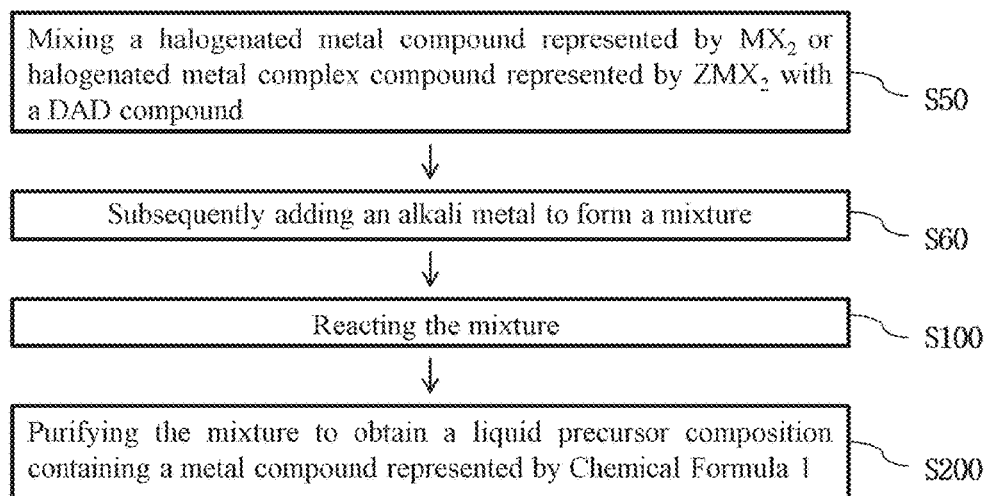 Mixing a halogenated metal compound represented by MX₂ or
halogenated metal complex compound represented by ZMX₂ with
a DAD compound
S50
Subsequently adding an alkali metal to form a mixture
S60
Reacting the mixture
S100
Purifying the mixture to obtain a liquid precursor composition
containing a metal compound represented by Chemical Formula 1
S200